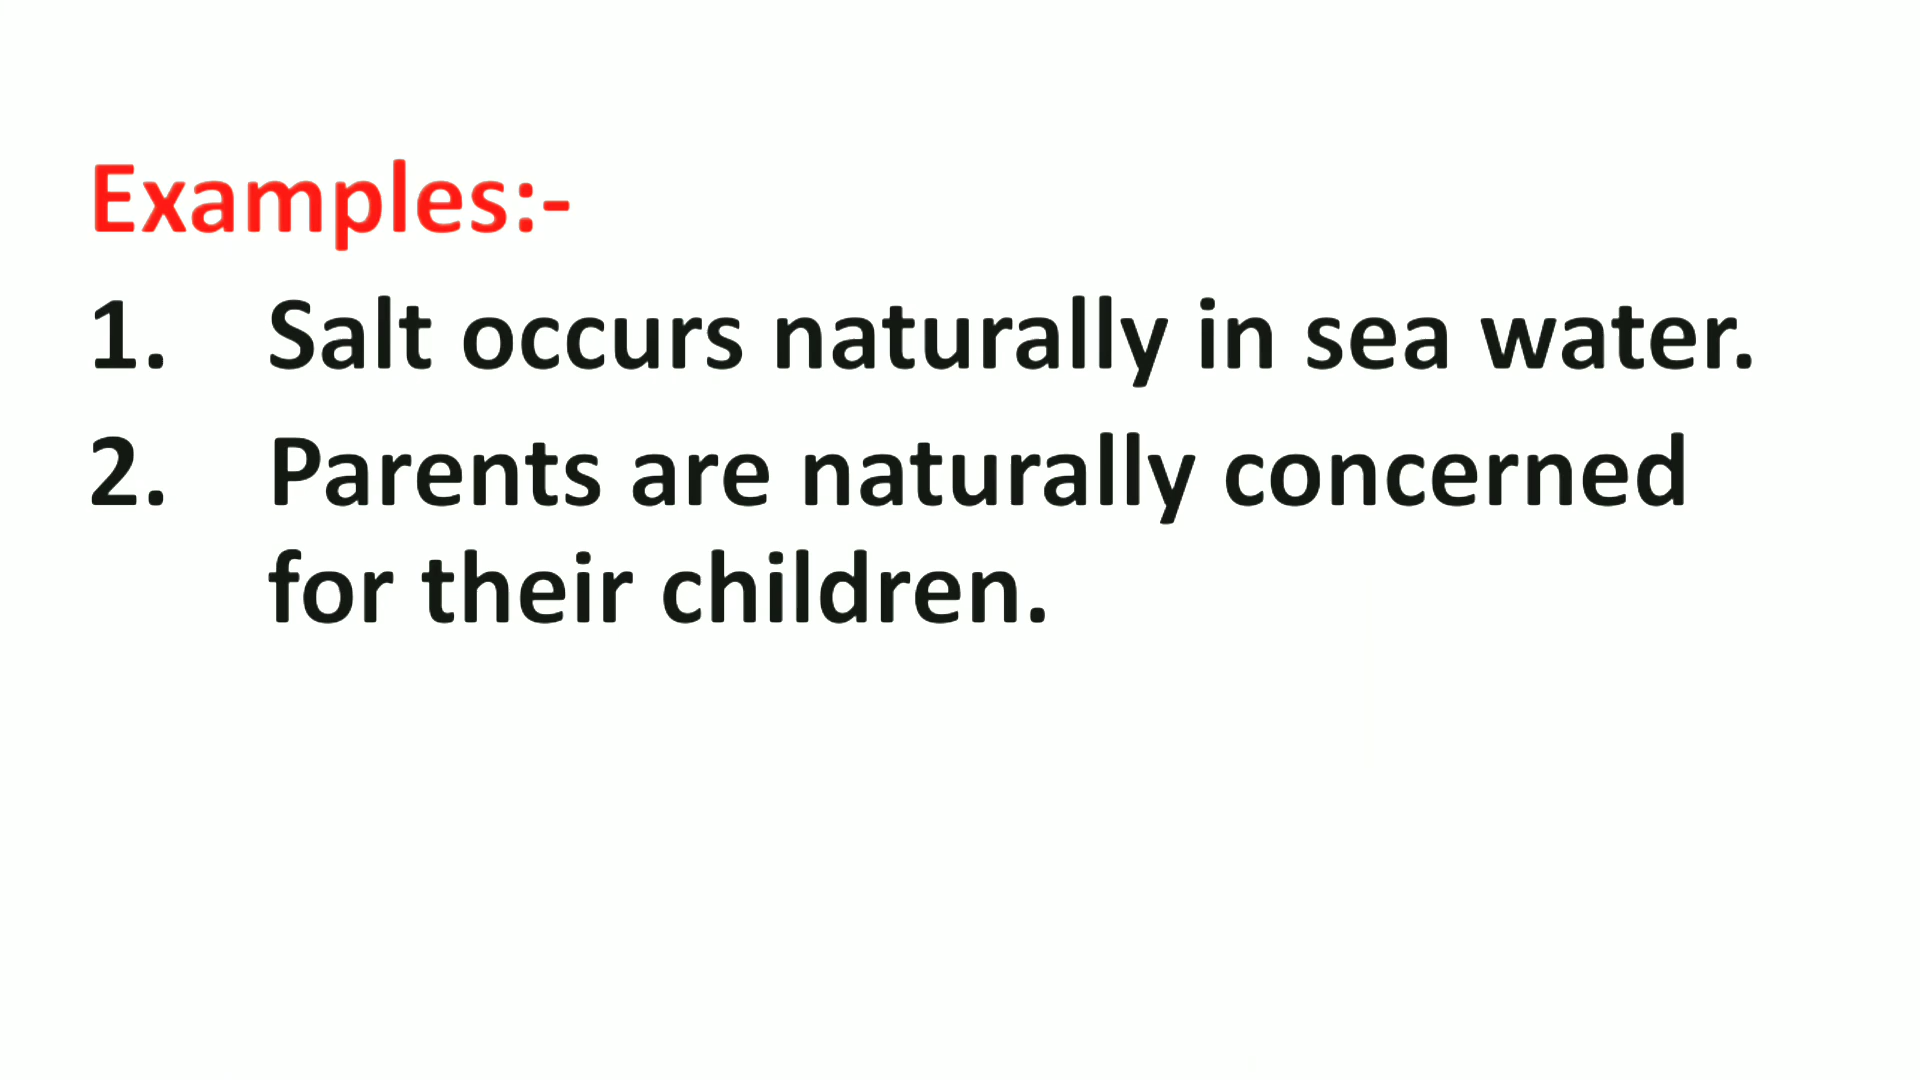 Examples:-
1. Salt occurs naturally in sea water.
2. Parents are naturally concerned
for their children.